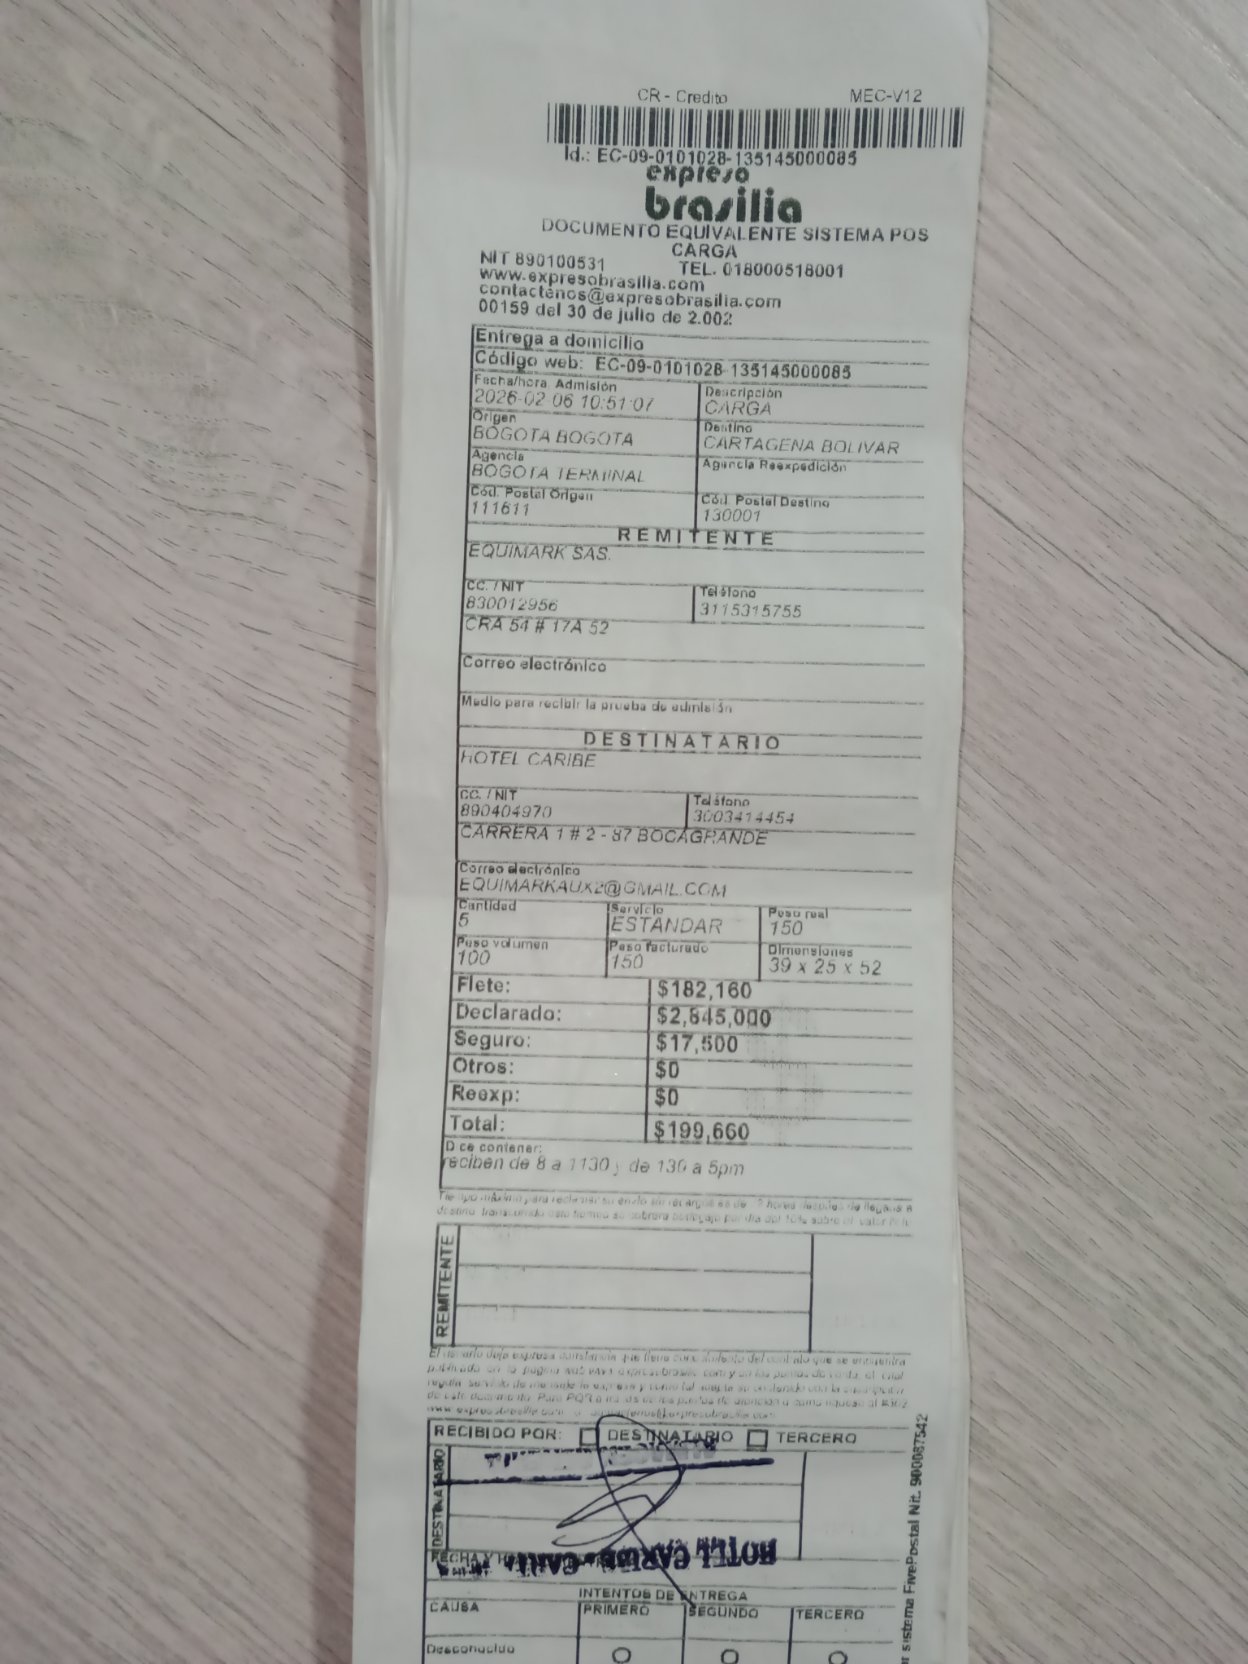 CR - Credito MEC-V12
Id.: EC-09-0101028-135145000085
expreso
brasilia
DOCUMENTO EQUIVALENTE SISTEMA POS
CARGA
NIT 890100531 TEL. 018000518001
www.expresobrasilia.com
contactenos@expresobrasilia.com
00159 del 30 de julio de 2.002
Entrega a domicilio
Código web: EC-09-0101028-135145000085
Fecha/hora Admisión Descripción
2026-02-06 10:51:07 CARGA
Origen Destino
BOGOTA BOGOTA CARTAGENA BOLIVAR
Agencia Agencia Reexpedición
BOGOTA TERMINAL
Cód. Postal Origen Cód. Postal Destino
111611 130001
REMITENTE
EQUIMARK SAS.
CC. / NIT Teléfono
830012956 3115315755
CRA 54 # 17A 52
Correo electrónico
Medio para recibir la prueba de admisión
DESTINATARIO
HOTEL CARIBE
CC. / NIT Teléfono
890404970 3003414454
CARRERA 1 # 2 - 87 BOCAGRANDE
Correo electrónico
EQUIMARKAUX2@GMAIL.COM
Cantidad Servicio Peso real
5 ESTANDAR 150
Peso volumen Peso facturado Dimensiones
100 150 39 x 25 x 52
Flete: $182,160
Declarado: $2,845,000
Seguro: $17,500
Otros: $0
Reexp: $0
Total: $199,660
Dice contener:
reciben de 8 a 1130 y de 130 a 5pm
REMITENTE
RECIBIDO POR: DESTINATARIO TERCERO
DESTINATARIO
HOTEL CARIBE
INTENTOS DE ENTREGA
CAUSA PRIMERO SEGUNDO TERCERO
Desconocido
sistema FivePostal Nit. 900087542